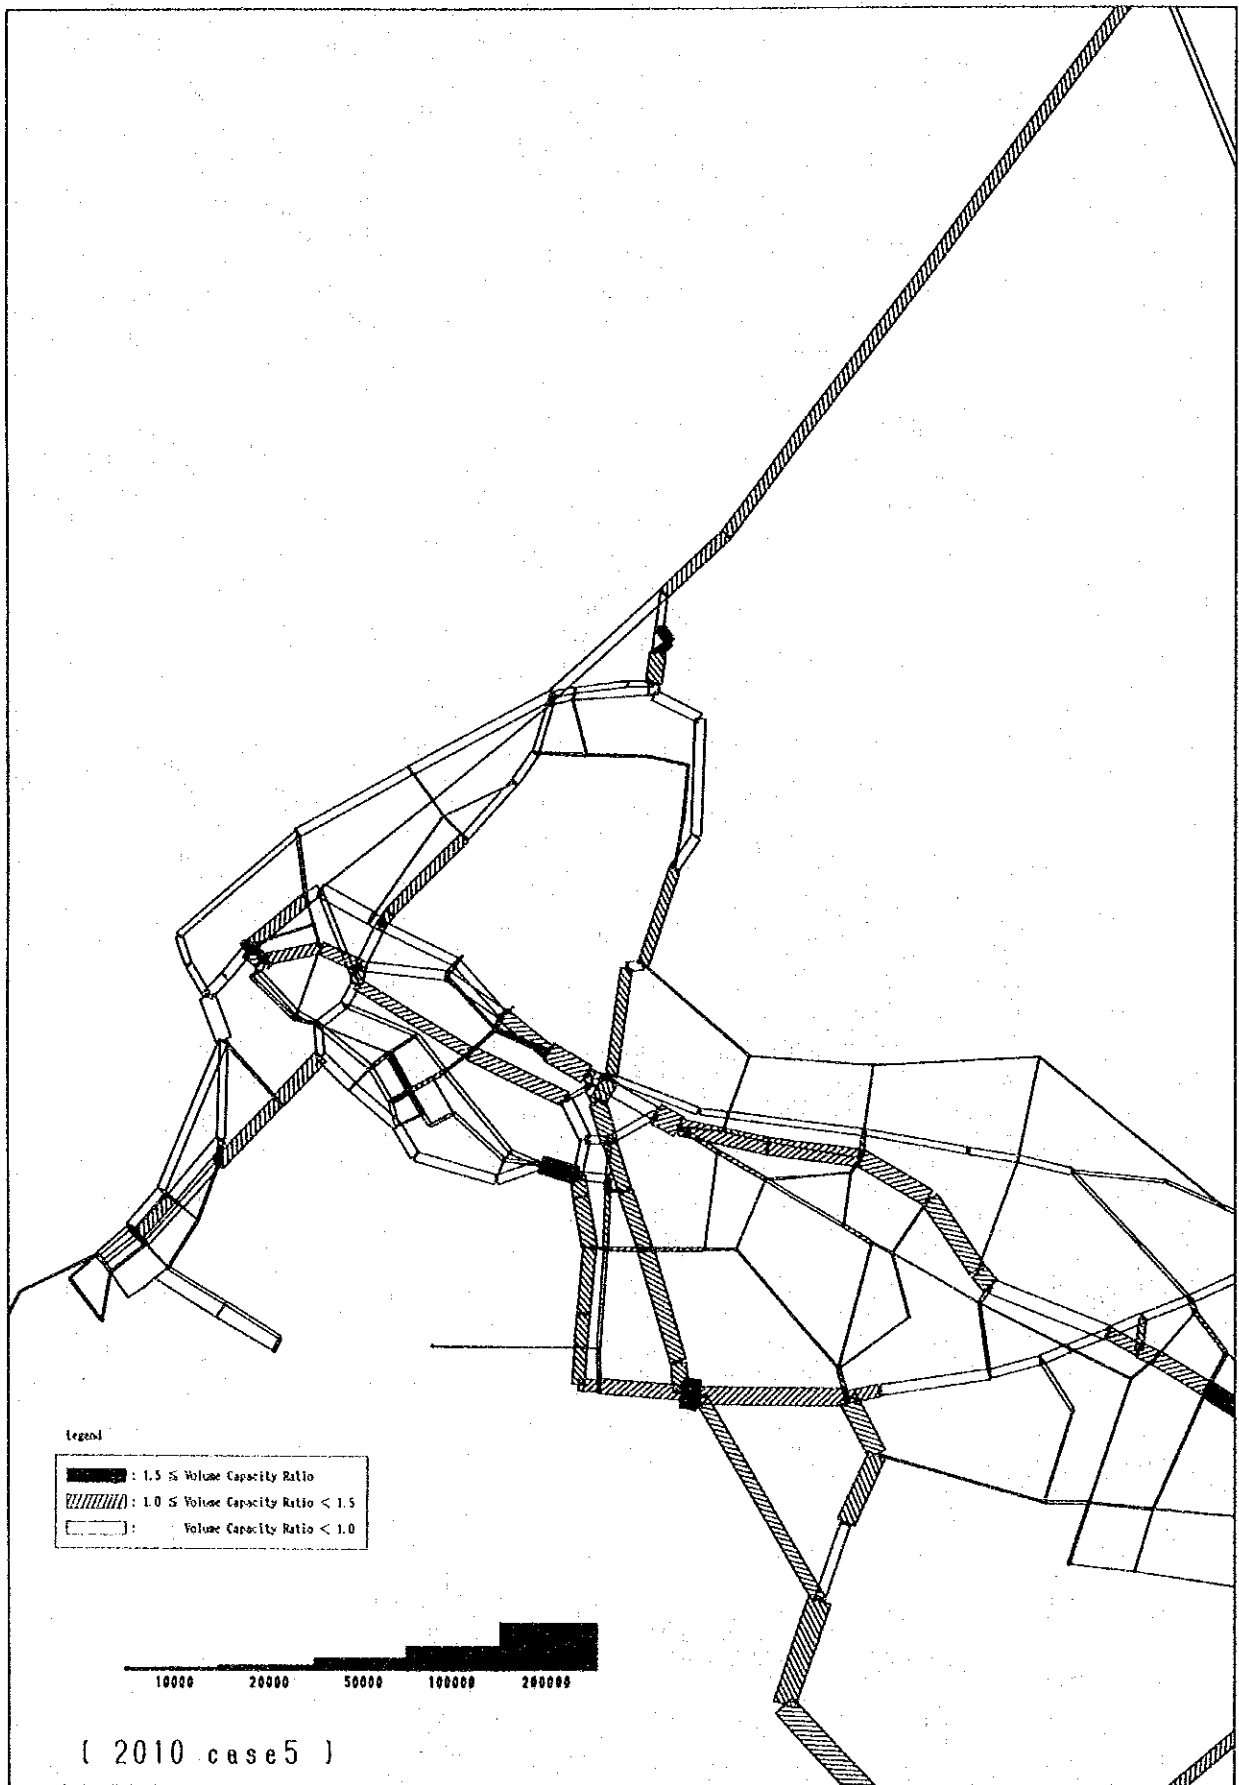 Legend
: 1.5 ≤ Volume Capacity Ratio
: 1.0 ≤ Volume Capacity Ratio < 1.5
: Volume Capacity Ratio < 1.0
10000 20000 50000 100000 200000
[ 2010 case5 ]